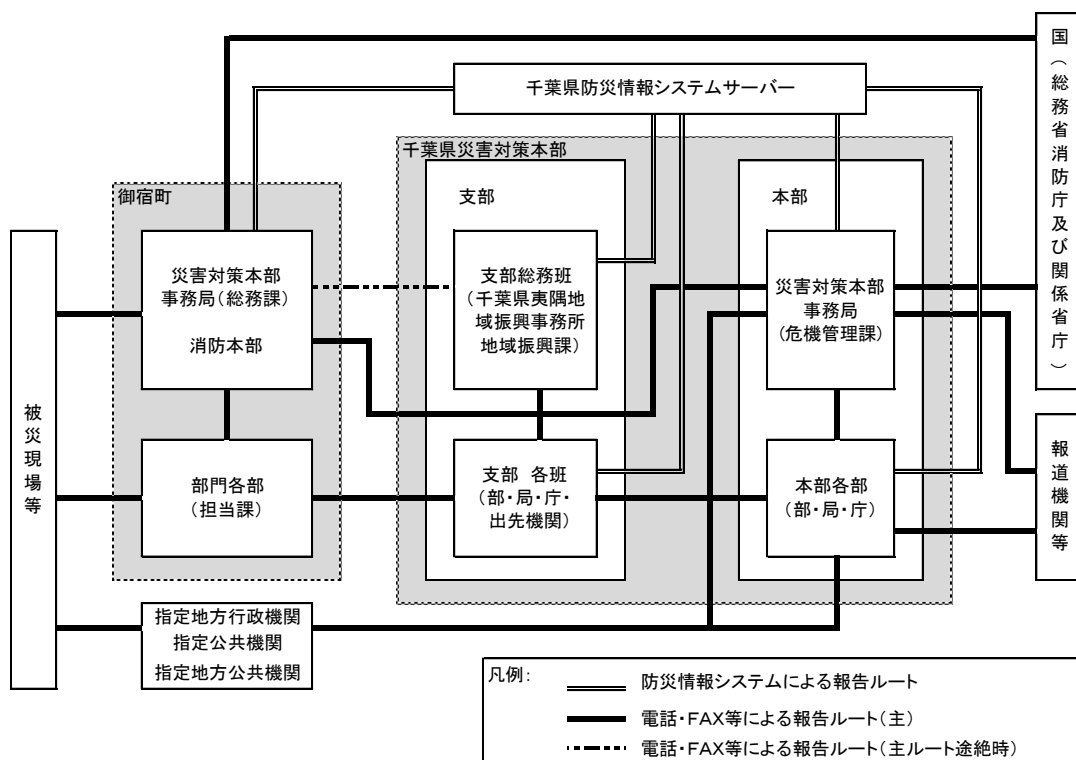 国（総務省消防庁及び関係省庁）
千葉県防災情報システムサーバー
千葉県災害対策本部
御宿町
支部
本部
被災現場等
災害対策本部
事務局（総務課）
消防本部
支部総務班
（千葉県夷隅地
域振興事務所
地域振興課）
災害対策本部
事務局
（危機管理課）
部門各部
（担当課）
支部 各班
（部・局・庁・
出先機関）
本部各部
（部・局・庁）
報道機関等
指定地方行政機関
指定公共機関
指定地方公共機関
凡例：
防災情報システムによる報告ルート
電話・FAX等による報告ルート（主）
電話・FAX等による報告ルート（主ルート途絶時）